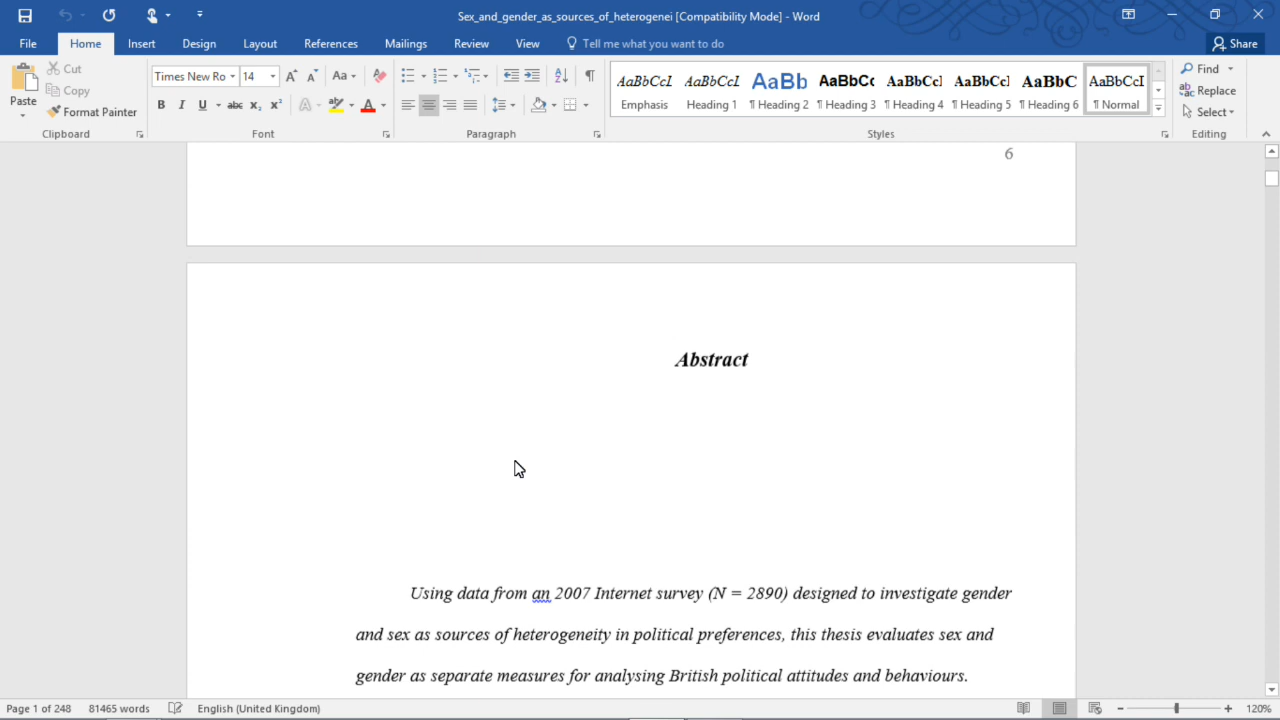 Sex_and_gender_as_sources_of_heterogenei [Compatibility Mode] - Word
File Home Insert Design Layout References Mailings Review View Tell me what you want to do Share
Paste Cut Copy Format Painter
Times New Ro 14 Aa
B I U abc x₂ x² A A
AaBbCcI AaBbCcI AaBb AaBbCc AaBbCcI AaBbCcI AaBbC AaBbCcI
Emphasis Heading 1 ¶ Heading 2 ¶ Heading 3 ¶ Heading 4 ¶ Heading 5 ¶ Heading 6 ¶ Normal
Find
Replace
Select
Clipboard Font Paragraph Styles Editing
6
Abstract
Using data from an 2007 Internet survey (N = 2890) designed to investigate gender
and sex as sources of heterogeneity in political preferences, this thesis evaluates sex and
gender as separate measures for analysing British political attitudes and behaviours.
Page 1 of 248 81465 words English (United Kingdom) 120%